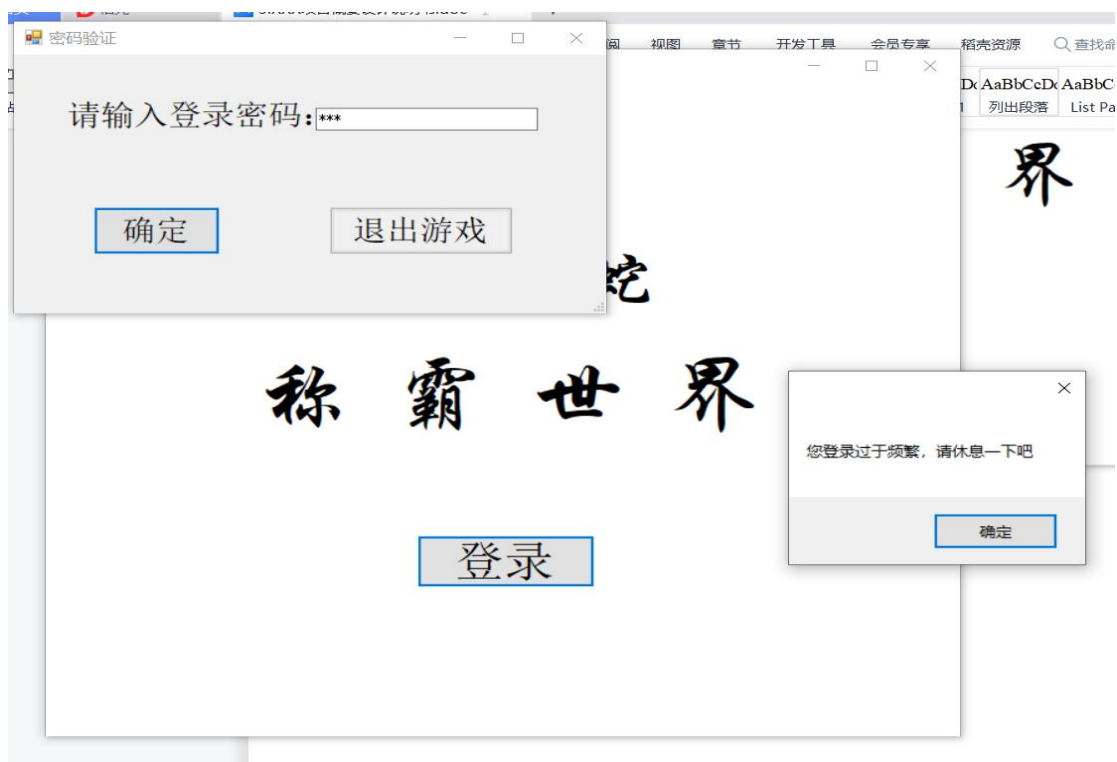 密码验证
视图 章节 开发工具 会员专享 稻壳资源 查找命
请输入登录密码:***
AaBbCcDc AaBbC
列出段落 List Pa
界
确定 退出游戏
蛇
称 霸 世 界
您登录过于频繁，请休息一下吧
确定
登录